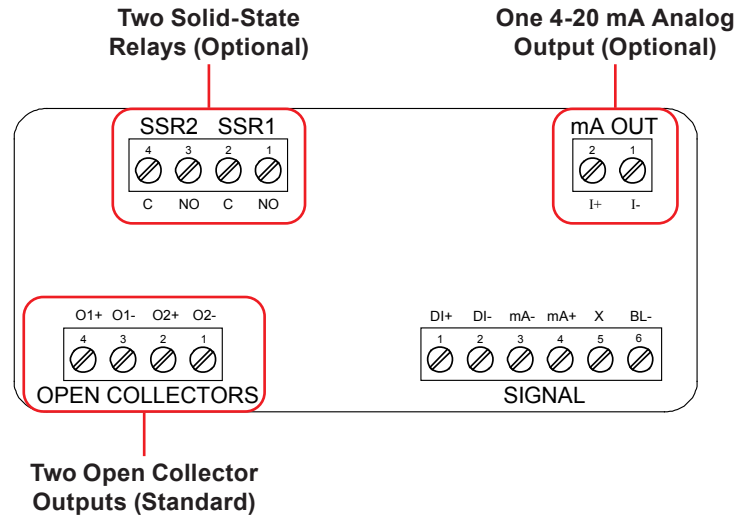 Two Solid-State
Relays (Optional)
One 4-20 mA Analog
Output (Optional)
SSR2 SSR1
4 3 2 1
C NO C NO
mA OUT
2 1
I+ I-
O1+ O1- O2+ O2-
4 3 2 1
OPEN COLLECTORS
DI+ DI- mA- mA+ X BL-
1 2 3 4 5 6
SIGNAL
Two Open Collector
Outputs (Standard)